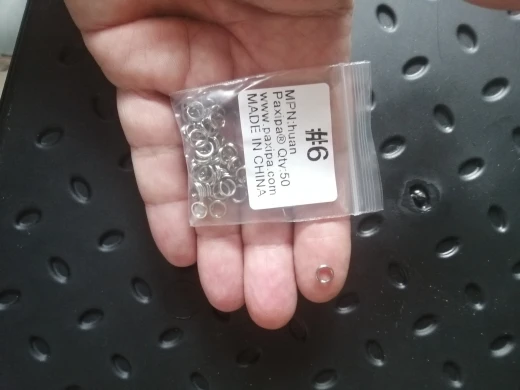 #6
MPN:huan
Paxipa® Qty:50
www.paxipa.com
MADE IN CHINA